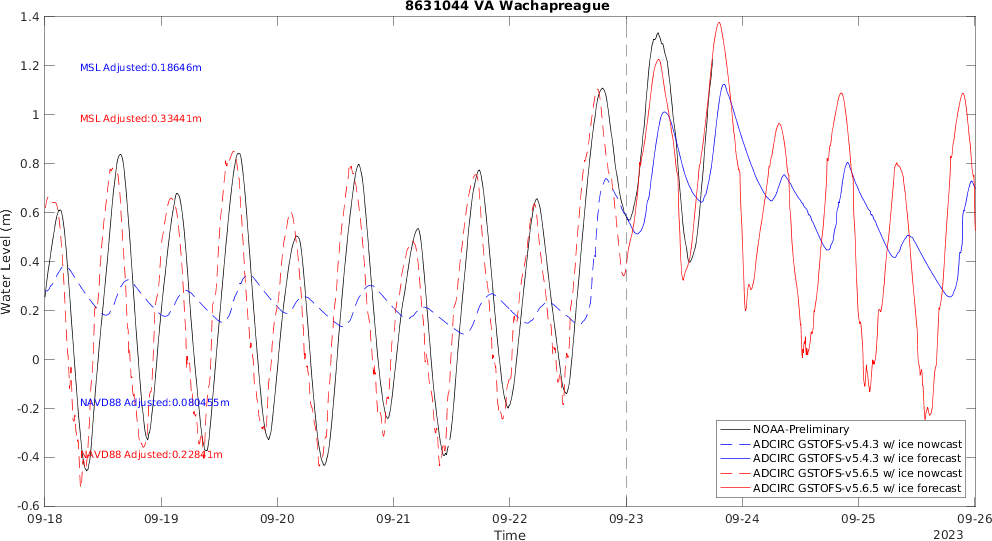 8631044 VA Wachapreague
1.4
1.2
1
0.8
0.6
0.4
0.2
0
-0.2
-0.4
-0.6
Water Level (m)
MSL Adjusted:0.18646m
MSL Adjusted:0.33441m
NAVD88 Adjusted:0.080455m
NAVD88 Adjusted:0.22841m
NOAA-Preliminary
ADCIRC GSTOFS-v5.4.3 w/ ice nowcast
ADCIRC GSTOFS-v5.4.3 w/ ice forecast
ADCIRC GSTOFS-v5.6.5 w/ ice nowcast
ADCIRC GSTOFS-v5.6.5 w/ ice forecast
09-18 09-19 09-20 09-21 09-22 09-23 09-24 09-25 09-26
Time
2023